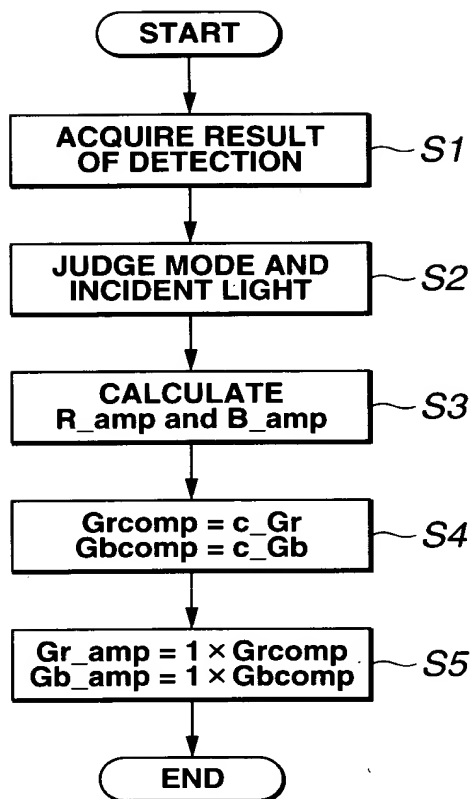 START
ACQUIRE RESULT
OF DETECTION
S1
JUDGE MODE AND
INCIDENT LIGHT
S2
CALCULATE
R_amp and B_amp
S3
Grcomp = c_Gr
Gbcomp = c_Gb
S4
Gr_amp = 1 × Grcomp
Gb_amp = 1 × Gbcomp
S5
END